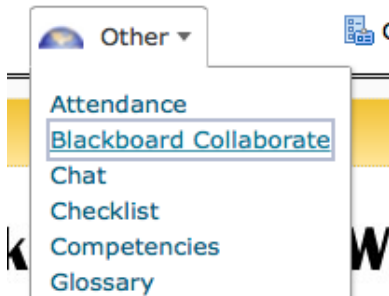 Other
Attendance
Blackboard Collaborate
Chat
Checklist
Competencies
Glossary